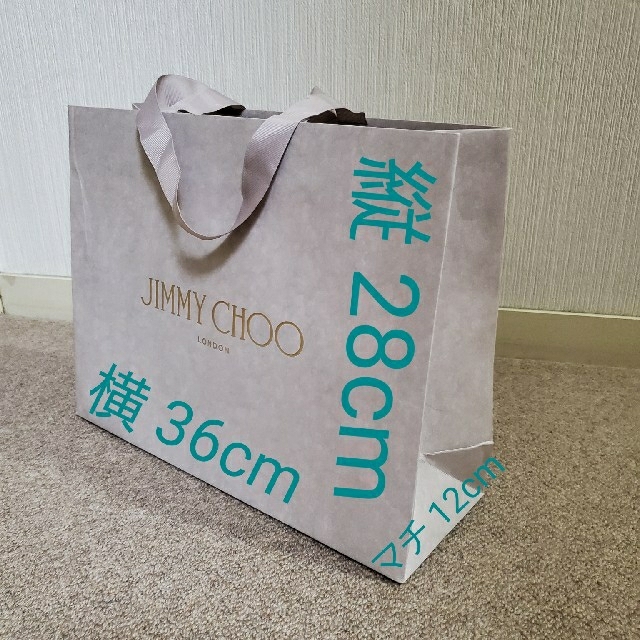 縦 28cm
JIMMY CHOO
LONDON
横 36cm
マチ 12cm